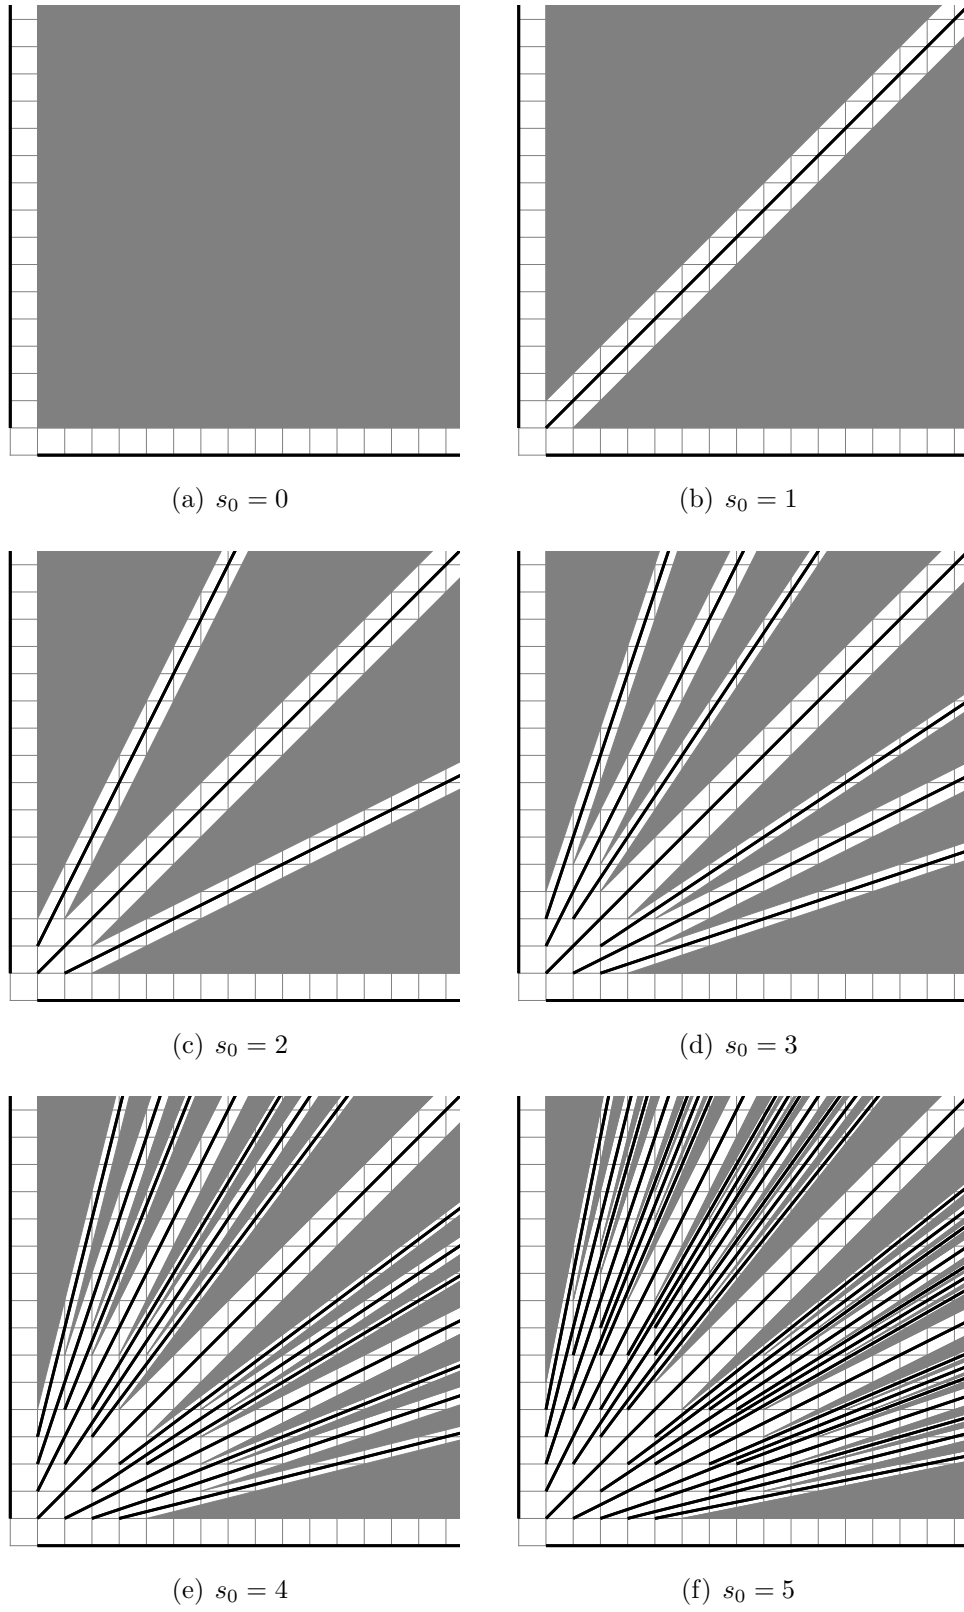 (a) $s_0 = 0$
(b) $s_0 = 1$
(c) $s_0 = 2$
(d) $s_0 = 3$
(e) $s_0 = 4$
(f) $s_0 = 5$